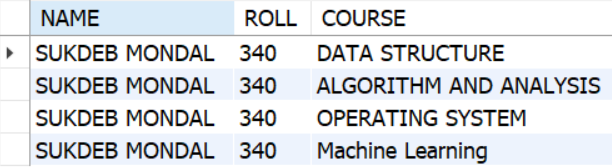 NAME ROLL COURSE
SUKDEB MONDAL 340 DATA STRUCTURE
SUKDEB MONDAL 340 ALGORITHM AND ANALYSIS
SUKDEB MONDAL 340 OPERATING SYSTEM
SUKDEB MONDAL 340 Machine Learning